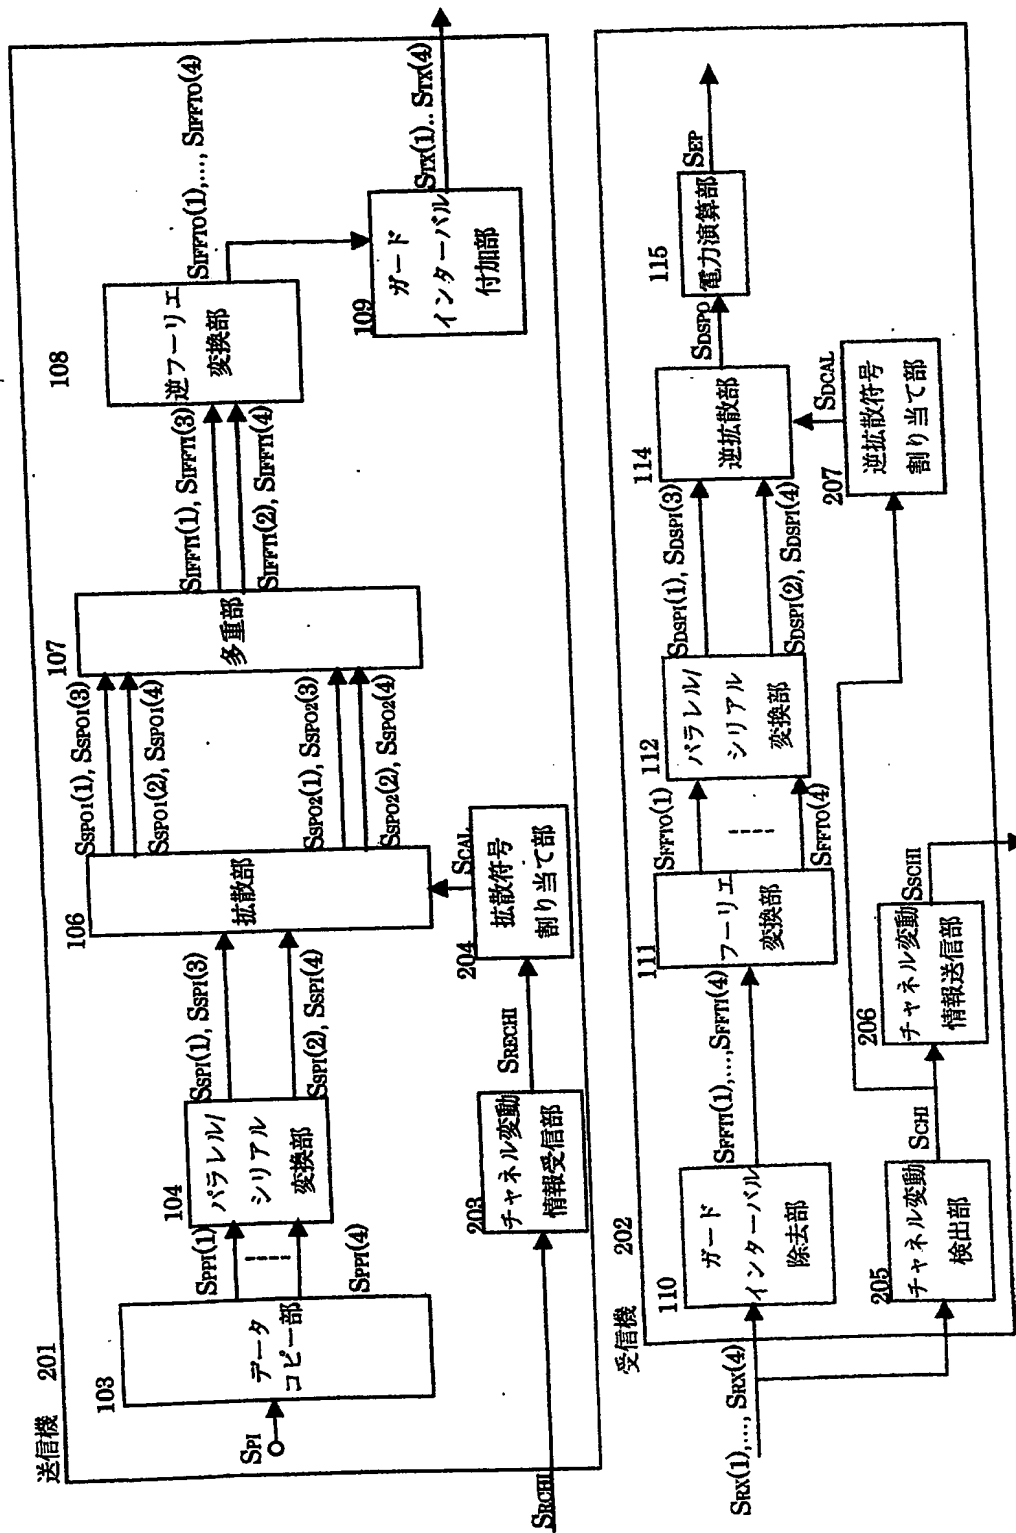 送信機 201
SPI
103
データ
コピー部
SPPI(1)
SPPI(4)
104
パラレル/
シリアル
変換部
SSPI(1), SSPI(3)
SSPI(2), SSPI(4)
106
拡散部
SSPO1(1), SSPO1(3)
SSPO1(2), SSPO1(4)
SSPO2(1), SSPO2(3)
SSPO2(2), SSPO2(4)
107
多重部
SIFFTI(1), SIFFTI(3)
SIFFTI(2), SIFFTI(4)
108
逆フーリエ
変換部
SIFFTO(1),..., SIFFTO(4)
109
ガード
インターバル
付加部
STX(1).. STX(4)
SRCHI
203
チャネル変動
情報受信部
SRECHI
204
拡散符号
割り当て部
SCAL
受信機 202
SRX(1),..., SRX(4)
110
ガード
インターバル
除去部
SFFTI(1),...,SFFTI(4)
111
フーリエ
変換部
SFFTO(1)
SFFTO(4)
112
パラレル/
シリアル
変換部
SDSPI(1), SDSPI(3)
SDSPI(2), SDSPI(4)
114
逆拡散部
SDSPO
115
電力演算部
SEP
205
チャネル変動
検出部
SCHI
206
チャネル変動
情報送信部
SSCHI
207
逆拡散符号
割り当て部
SDCAL